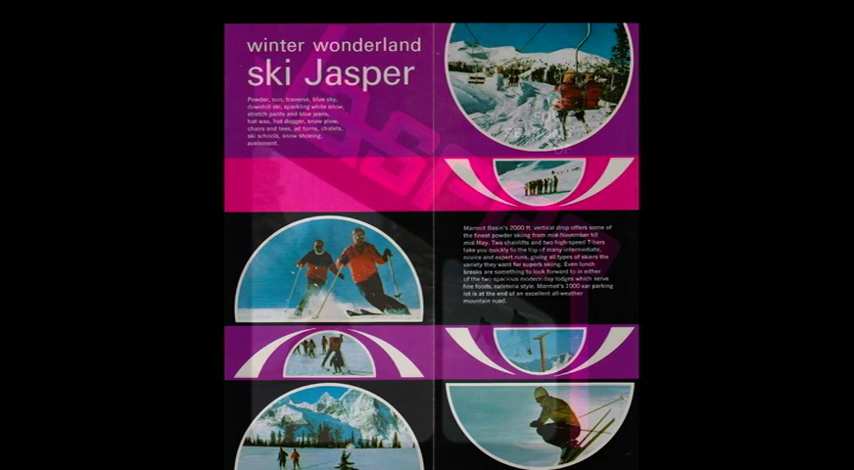 winter wonderland
ski Jasper
Powder, sun, traverse, blue sky,
downhill ski, sparkling white snow,
stretch pants and blue jeans,
hot wax, hot dogger, snow plow,
chairs and tees, jet turns, chalets,
ski schools, snow shoeing,
avelement.
Marmot Basin's 2000 ft. vertical drop offers some of
the finest powder skiing from mid-November till
mid May. Two chairlifts and two high-speed T-bars
take you quickly to the top of many intermediate,
novice and expert runs, giving all types of skiers the
variety they want for superb skiing. Even lunch
breaks are something to look forward to in either
of the two spacious modern day lodges which serve
fine foods, cafeteria style. Marmot's 1000 car parking
lot is at the end of an excellent all-weather
mountain road.